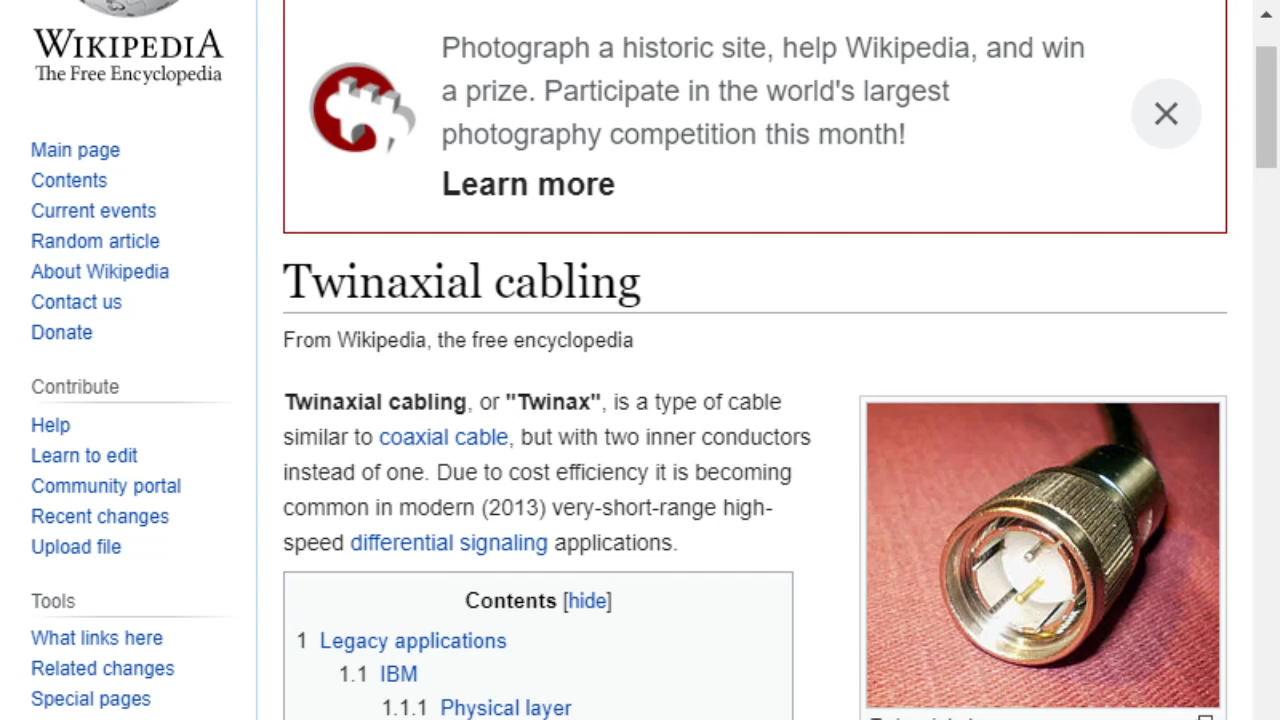 WIKIPEDIA
The Free Encyclopedia
Main page
Contents
Current events
Random article
About Wikipedia
Contact us
Donate
Contribute
Help
Learn to edit
Community portal
Recent changes
Upload file
Tools
What links here
Related changes
Special pages
Photograph a historic site, help Wikipedia, and win
a prize. Participate in the world's largest
photography competition this month!
Learn more
Twinaxial cabling
From Wikipedia, the free encyclopedia
Twinaxial cabling, or "Twinax", is a type of cable
similar to coaxial cable, but with two inner conductors
instead of one. Due to cost efficiency it is becoming
common in modern (2013) very-short-range high-
speed differential signaling applications.
Contents [hide]
1 Legacy applications
1.1 IBM
1.1.1 Physical layer